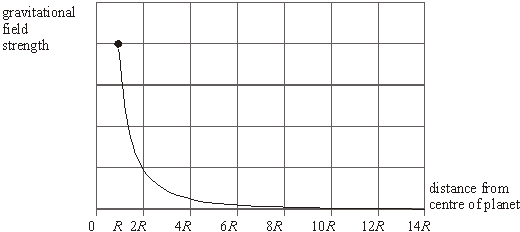 gravitational
field
strength
distance from
centre of planet
0 R 2R 4R 6R 8R 10R 12R 14R